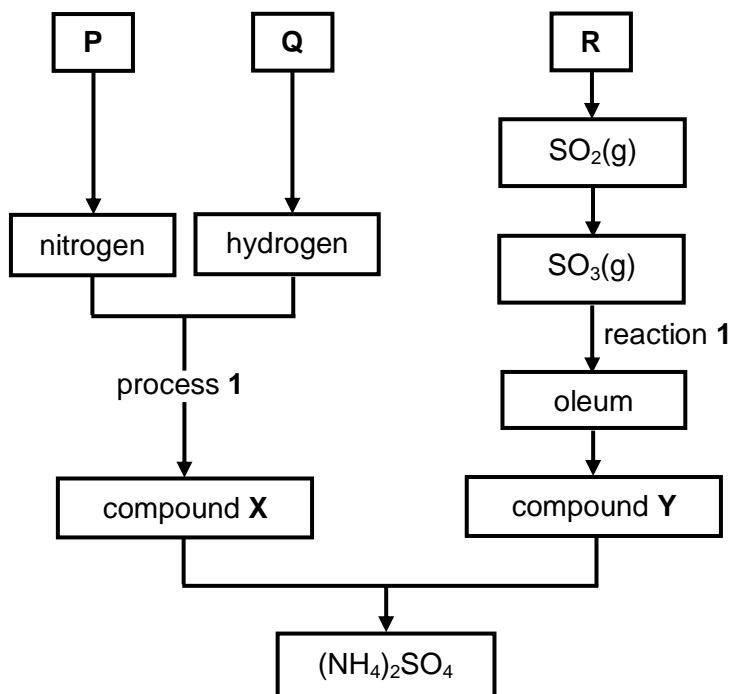 P
Q
R
SO₂(g)
nitrogen
hydrogen
SO₃(g)
reaction 1
process 1
oleum
compound X
compound Y
(NH₄)₂SO₄